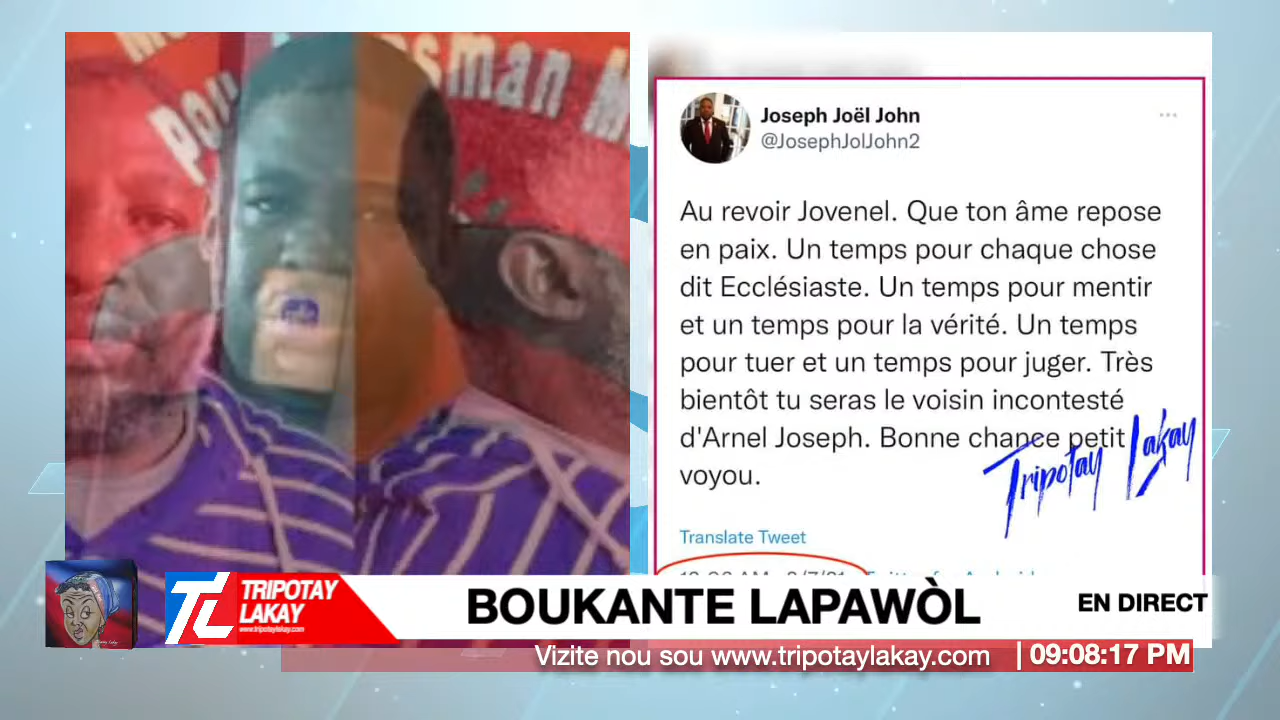 pou
sman M
Joseph Joël John
@JosephJolJohn2
Au revoir Jovenel. Que ton âme repose
en paix. Un temps pour chaque chose
dit Ecclésiaste. Un temps pour mentir
et un temps pour la vérité. Un temps
pour tuer et un temps pour juger. Très
bientôt tu seras le voisin incontesté
d'Arnel Joseph. Bonne chance petit
voyou.
Tripotay Lakay
Translate Tweet
TL TRIPOTAY
LAKAY
www.tripotaylakay.com
BOUKANTE LAPAWÒL
EN DIRECT
Vizite nou sou www.tripotaylakay.com | 09:08:17 PM